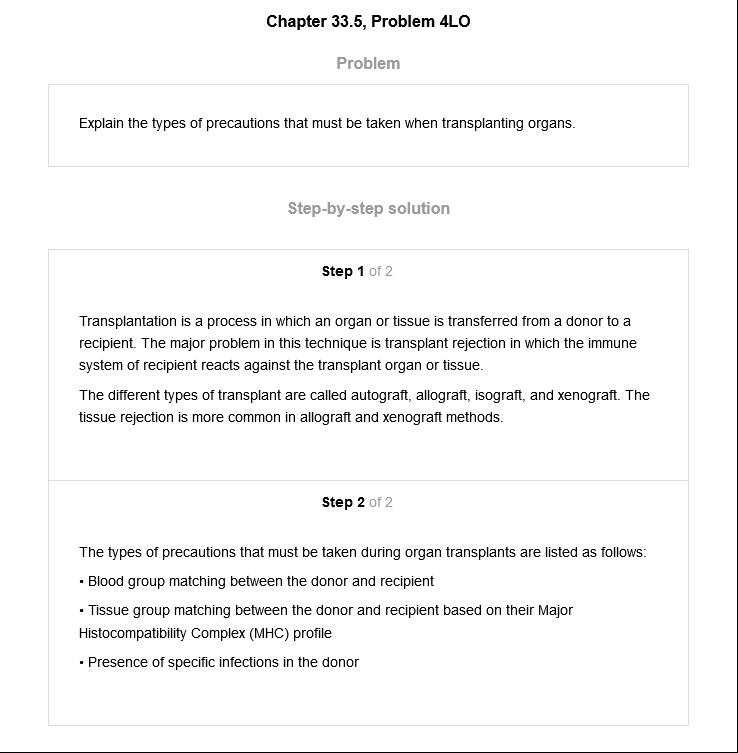 Chapter 33.5, Problem 4LO
Problem
Explain the types of precautions that must be taken when transplanting organs.
Step-by-step solution
Step 1 of 2
Transplantation is a process in which an organ or tissue is transferred from a donor to a
recipient. The major problem in this technique is transplant rejection in which the immune
system of recipient reacts against the transplant organ or tissue.
The different types of transplant are called autograft, allograft, isograft, and xenograft. The
tissue rejection is more common in allograft and xenograft methods.
Step 2 of 2
The types of precautions that must be taken during organ transplants are listed as follows:
• Blood group matching between the donor and recipient
• Tissue group matching between the donor and recipient based on their Major
Histocompatibility Complex (MHC) profile
• Presence of specific infections in the donor